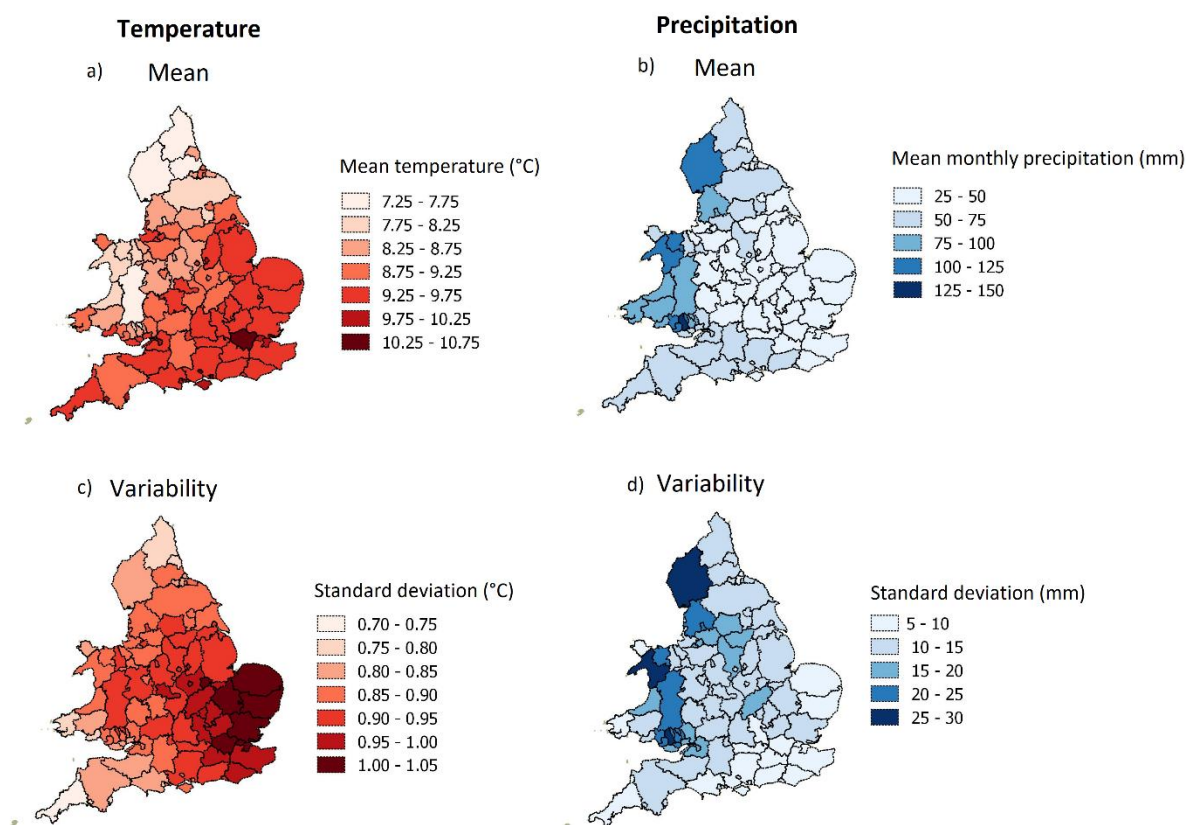 Temperature
Precipitation
a) Mean
b) Mean
Mean temperature (°C)
7.25 - 7.75
7.75 - 8.25
8.25 - 8.75
8.75 - 9.25
9.25 - 9.75
9.75 - 10.25
10.25 - 10.75
Mean monthly precipitation (mm)
25 - 50
50 - 75
75 - 100
100 - 125
125 - 150
c) Variability
d) Variability
Standard deviation (°C)
0.70 - 0.75
0.75 - 0.80
0.80 - 0.85
0.85 - 0.90
0.90 - 0.95
0.95 - 1.00
1.00 - 1.05
Standard deviation (mm)
5 - 10
10 - 15
15 - 20
20 - 25
25 - 30